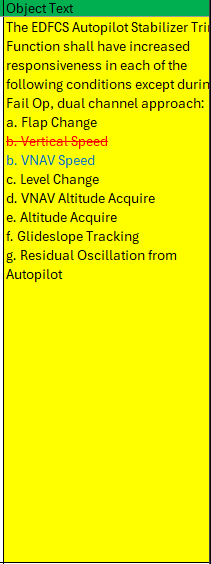 Object Text
The EDFCS Autopilot Stabilizer Tri
Function shall have increased
responsiveness in each of the
following conditions except durin
Fail Op, dual channel approach:
a. Flap Change
b. Vertical Speed
b. VNAV Speed
c. Level Change
d. VNAV Altitude Acquire
e. Altitude Acquire
f. Glideslope Tracking
g. Residual Oscillation from
Autopilot